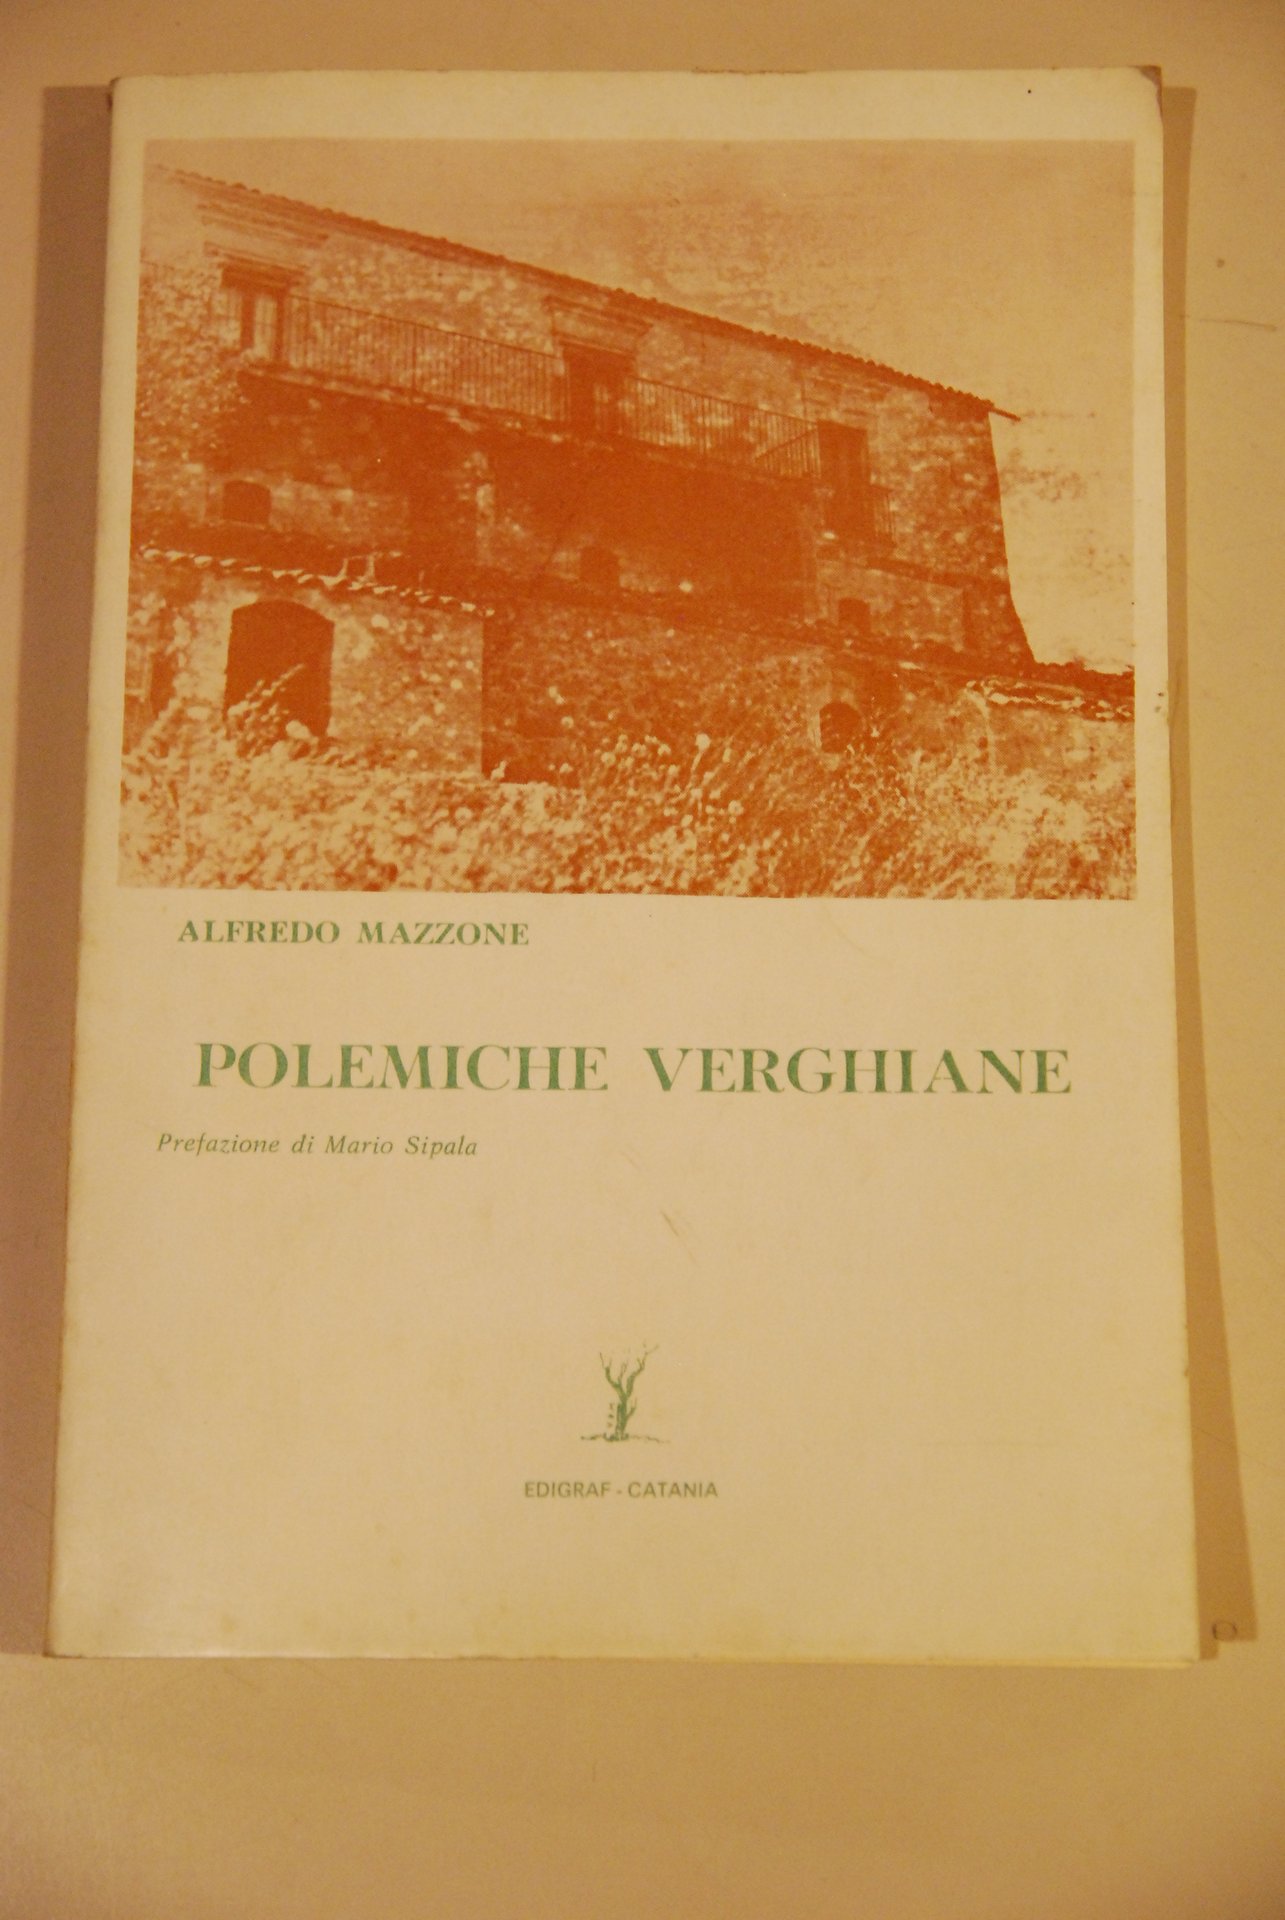 ALFREDO MAZZONE
POLEMICHE VERGHIANE
Prefazione di Mario Sipala
EDIGRAF - CATANIA